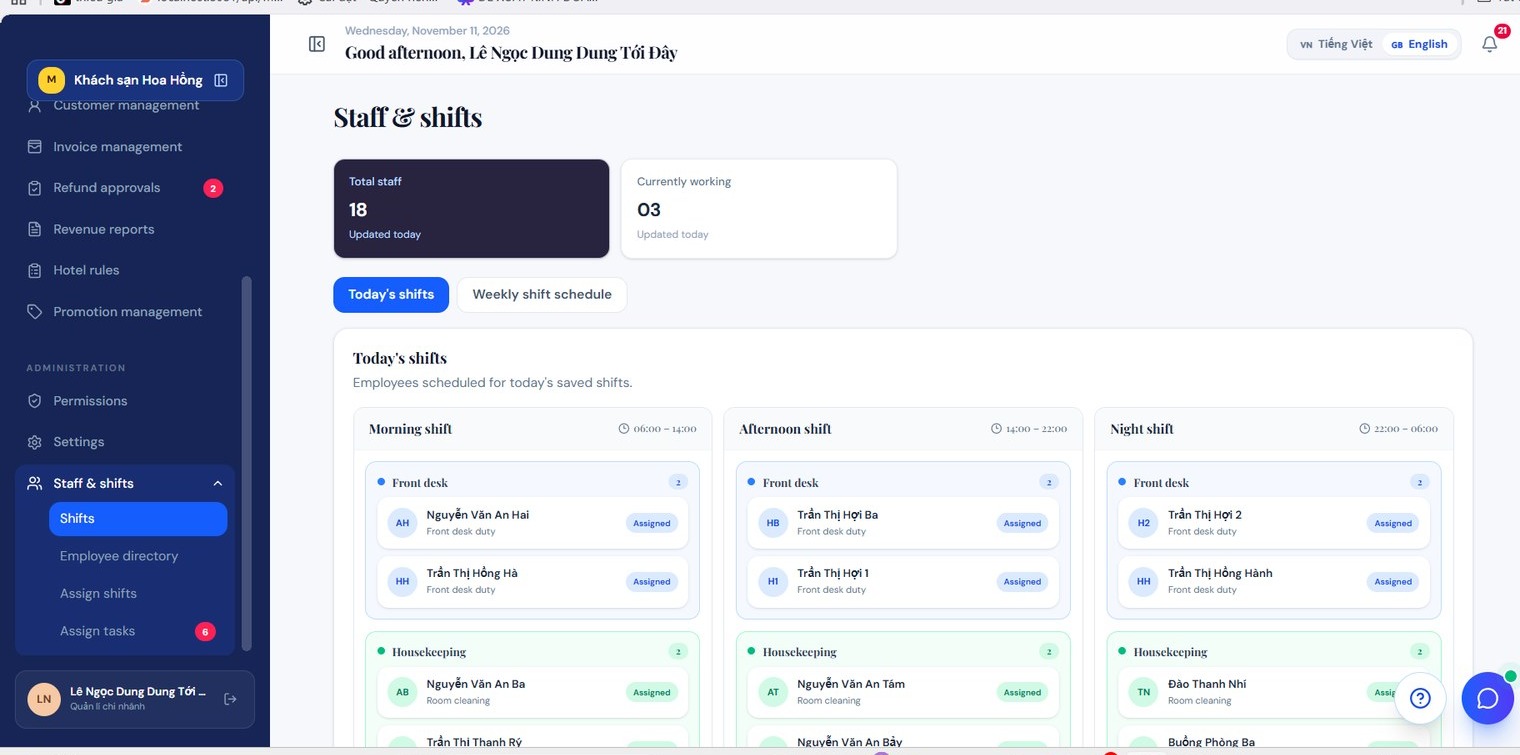 Wednesday, November 11, 2026
Good afternoon, Lê Ngọc Dung Dung Tới Đây
VN Tiếng Việt
GB English
21
M
Khách sạn Hoa Hồng
Customer management
Invoice management
Refund approvals
2
Revenue reports
Hotel rules
Promotion management
ADMINISTRATION
Permissions
Settings
Staff & shifts
Shifts
Employee directory
Assign shifts
Assign tasks
6
LN
Lê Ngọc Dung Dung Tới ...
Quản lí chi nhánh
Staff & shifts
Total staff
18
Updated today
Currently working
03
Updated today
Today's shifts
Weekly shift schedule
Today's shifts
Employees scheduled for today's saved shifts.
Morning shift
06:00 – 14:00
Front desk
2
AH
Nguyễn Văn An Hai
Front desk duty
Assigned
HH
Trần Thị Hồng Hà
Front desk duty
Assigned
Housekeeping
2
AB
Nguyễn Văn An Ba
Room cleaning
Assigned
Trần Thị Thanh Rý
Afternoon shift
14:00 – 22:00
Front desk
2
HB
Trần Thị Hợi Ba
Front desk duty
Assigned
H1
Trần Thị Hợi 1
Front desk duty
Assigned
Housekeeping
2
AT
Nguyễn Văn An Tám
Room cleaning
Assigned
Nguyễn Văn An Bảy
Night shift
22:00 – 06:00
Front desk
2
H2
Trần Thị Hợi 2
Front desk duty
Assigned
HH
Trần Thị Hồng Hành
Front desk duty
Assigned
Housekeeping
2
TN
Đào Thanh Nhí
Room cleaning
Buồng Phòng Ba